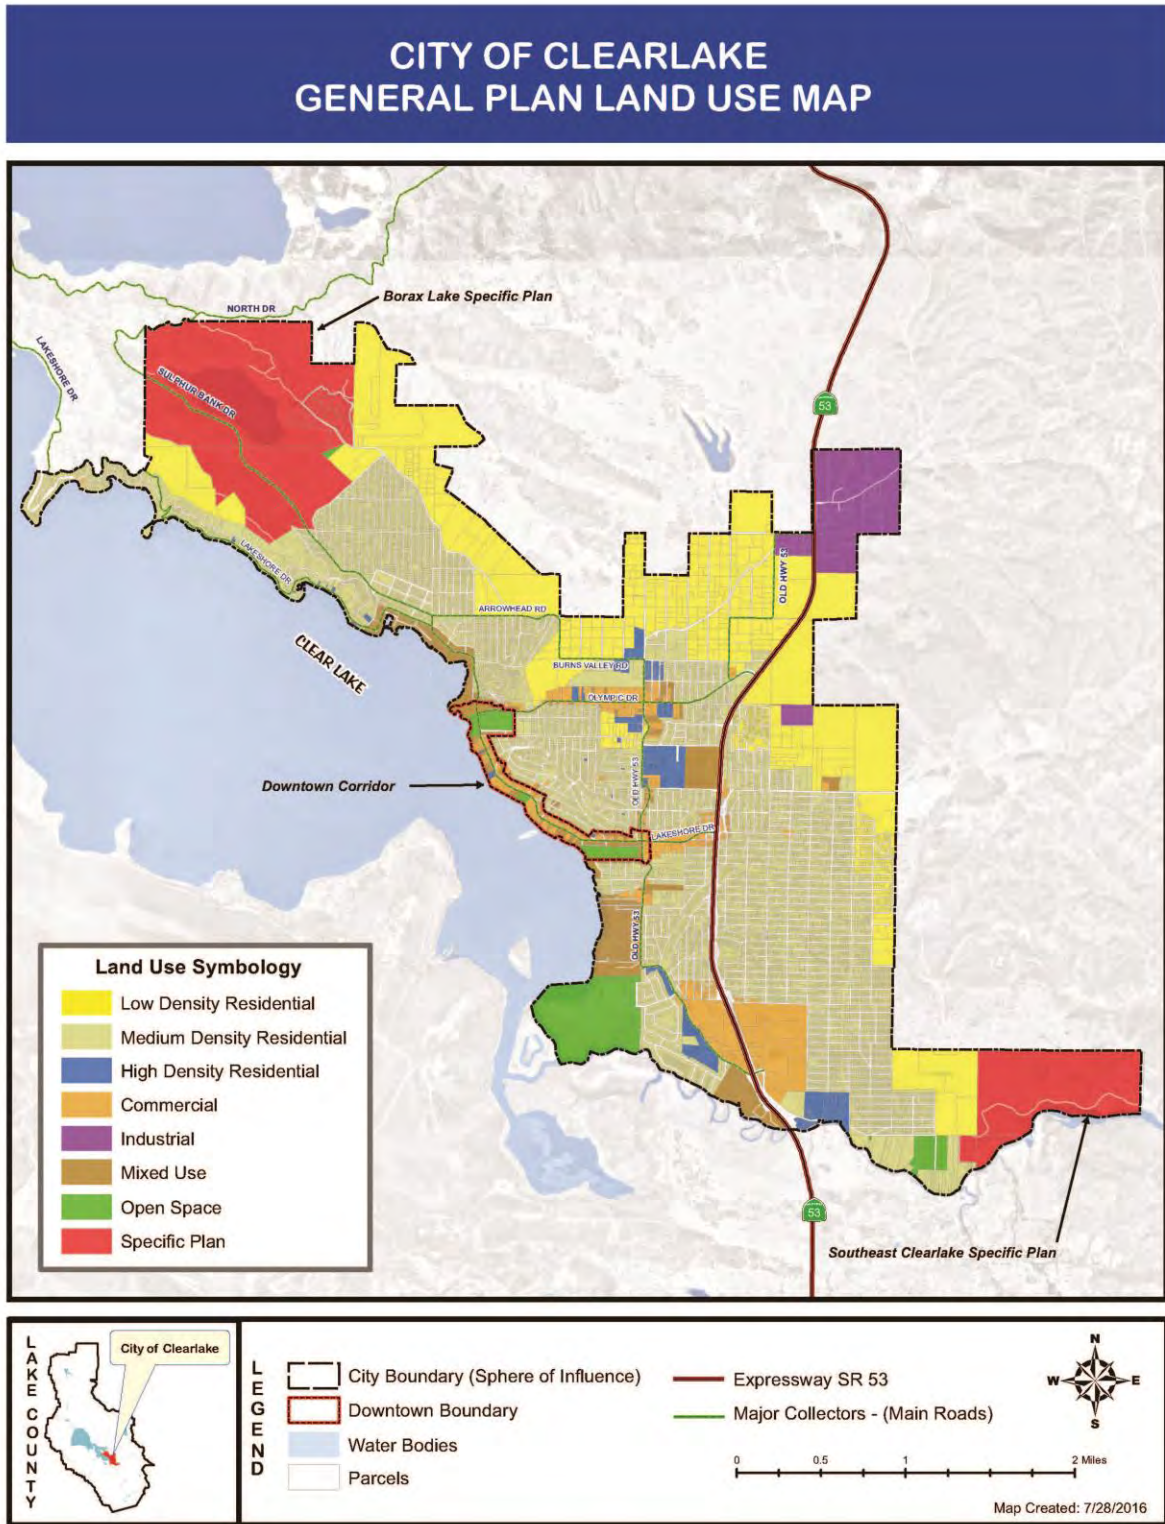 CITY OF CLEARLAKE
GENERAL PLAN LAND USE MAP
Borax Lake Specific Plan
NORTH DR
LAKESHORE DR
SULPHUR BANK DR
53
LAKESHORE DR
OLD HWY 53
ARROWHEAD RD
CLEAR LAKE
BURNS VALLEY RD
OLYMPIC DR
Downtown Corridor
OLD HWY 53
LAKESHORE DR
OLD HWY 53
Land Use Symbology
Low Density Residential
Medium Density Residential
High Density Residential
Commercial
Industrial
Mixed Use
Open Space
Specific Plan
53
Southeast Clearlake Specific Plan
LAKE COUNTY
City of Clearlake
LEGEND
City Boundary (Sphere of Influence)
Downtown Boundary
Water Bodies
Parcels
Expressway SR 53
Major Collectors - (Main Roads)
N
W E
S
0 0.5 1 2 Miles
Map Created: 7/28/2016